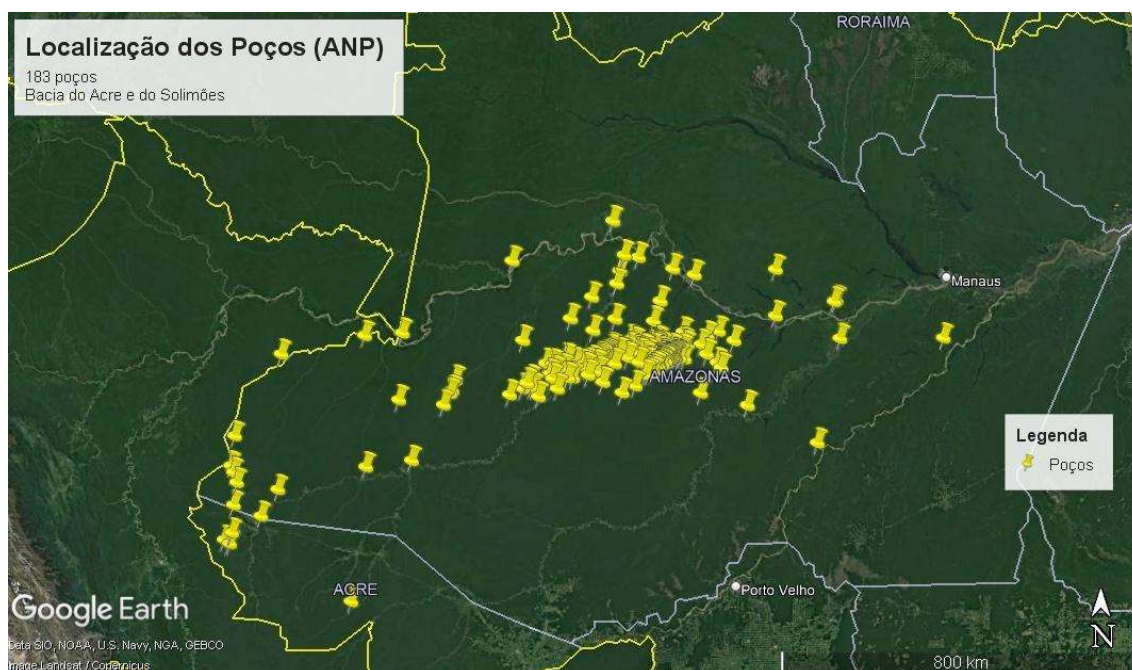 Localização dos Poços (ANP)
183 poços
Bacia do Acre e do Solimões
RORAIMA
Manaus
AMAZONAS
Legenda
Poços
ACRE
Porto Velho
Google Earth
Data SIO, NOAA, U.S. Navy, NGA, GEBCO
Image Landsat / Copernicus
800 km
N